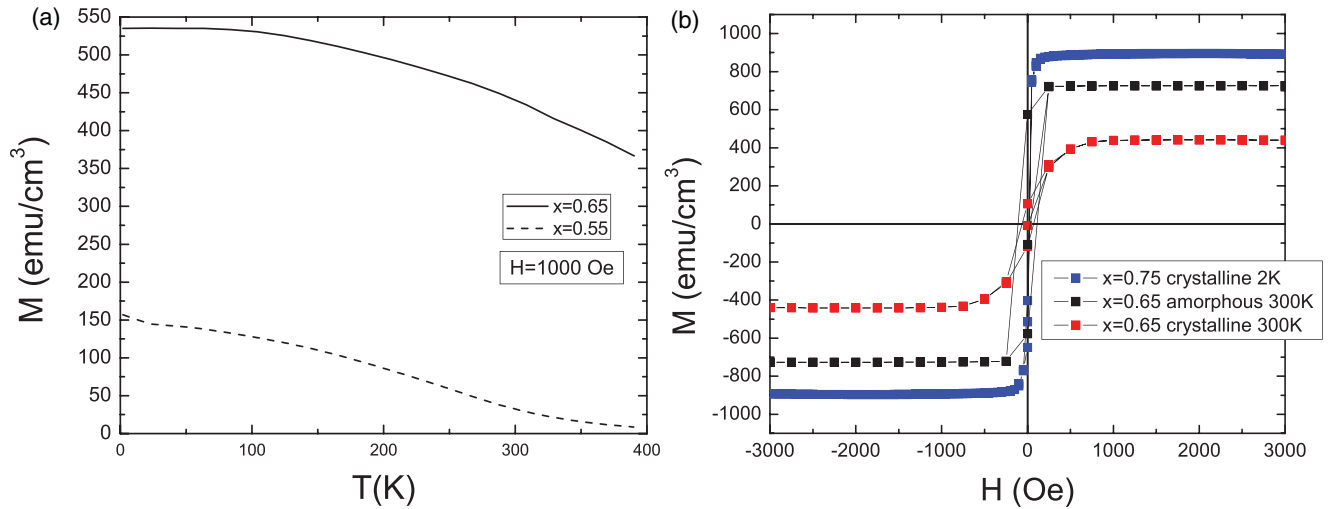 (a)
550
500
450
400
350
300
250
200
150
100
50
0
M (emu/cm³)
x=0.65
x=0.55
H=1000 Oe
0 100 200 300 400
T(K)
(b)
1000
800
600
400
200
0
-200
-400
-600
-800
-1000
M (emu/cm³)
x=0.75 crystalline 2K
x=0.65 amorphous 300K
x=0.65 crystalline 300K
-3000 -2000 -1000 0 1000 2000 3000
H (Oe)